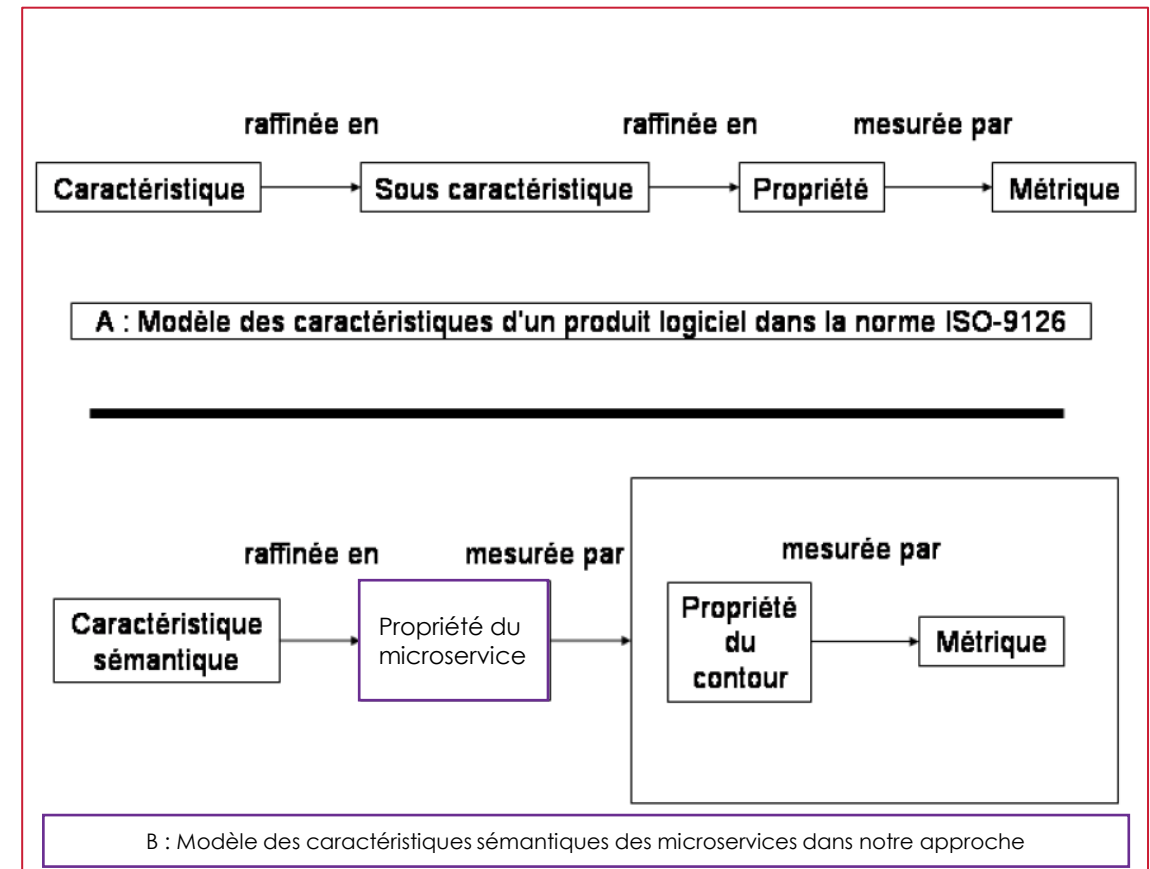 raffinée en
raffinée en
mesurée par
Caractéristique
Sous caractéristique
Propriété
Métrique
A : Modèle des caractéristiques d'un produit logiciel dans la norme ISO-9126
raffinée en
mesurée par
mesurée par
Caractéristique
sémantique
Propriété du
microservice
Propriété
du
contour
Métrique
B : Modèle des caractéristiques sémantiques des microservices dans notre approche